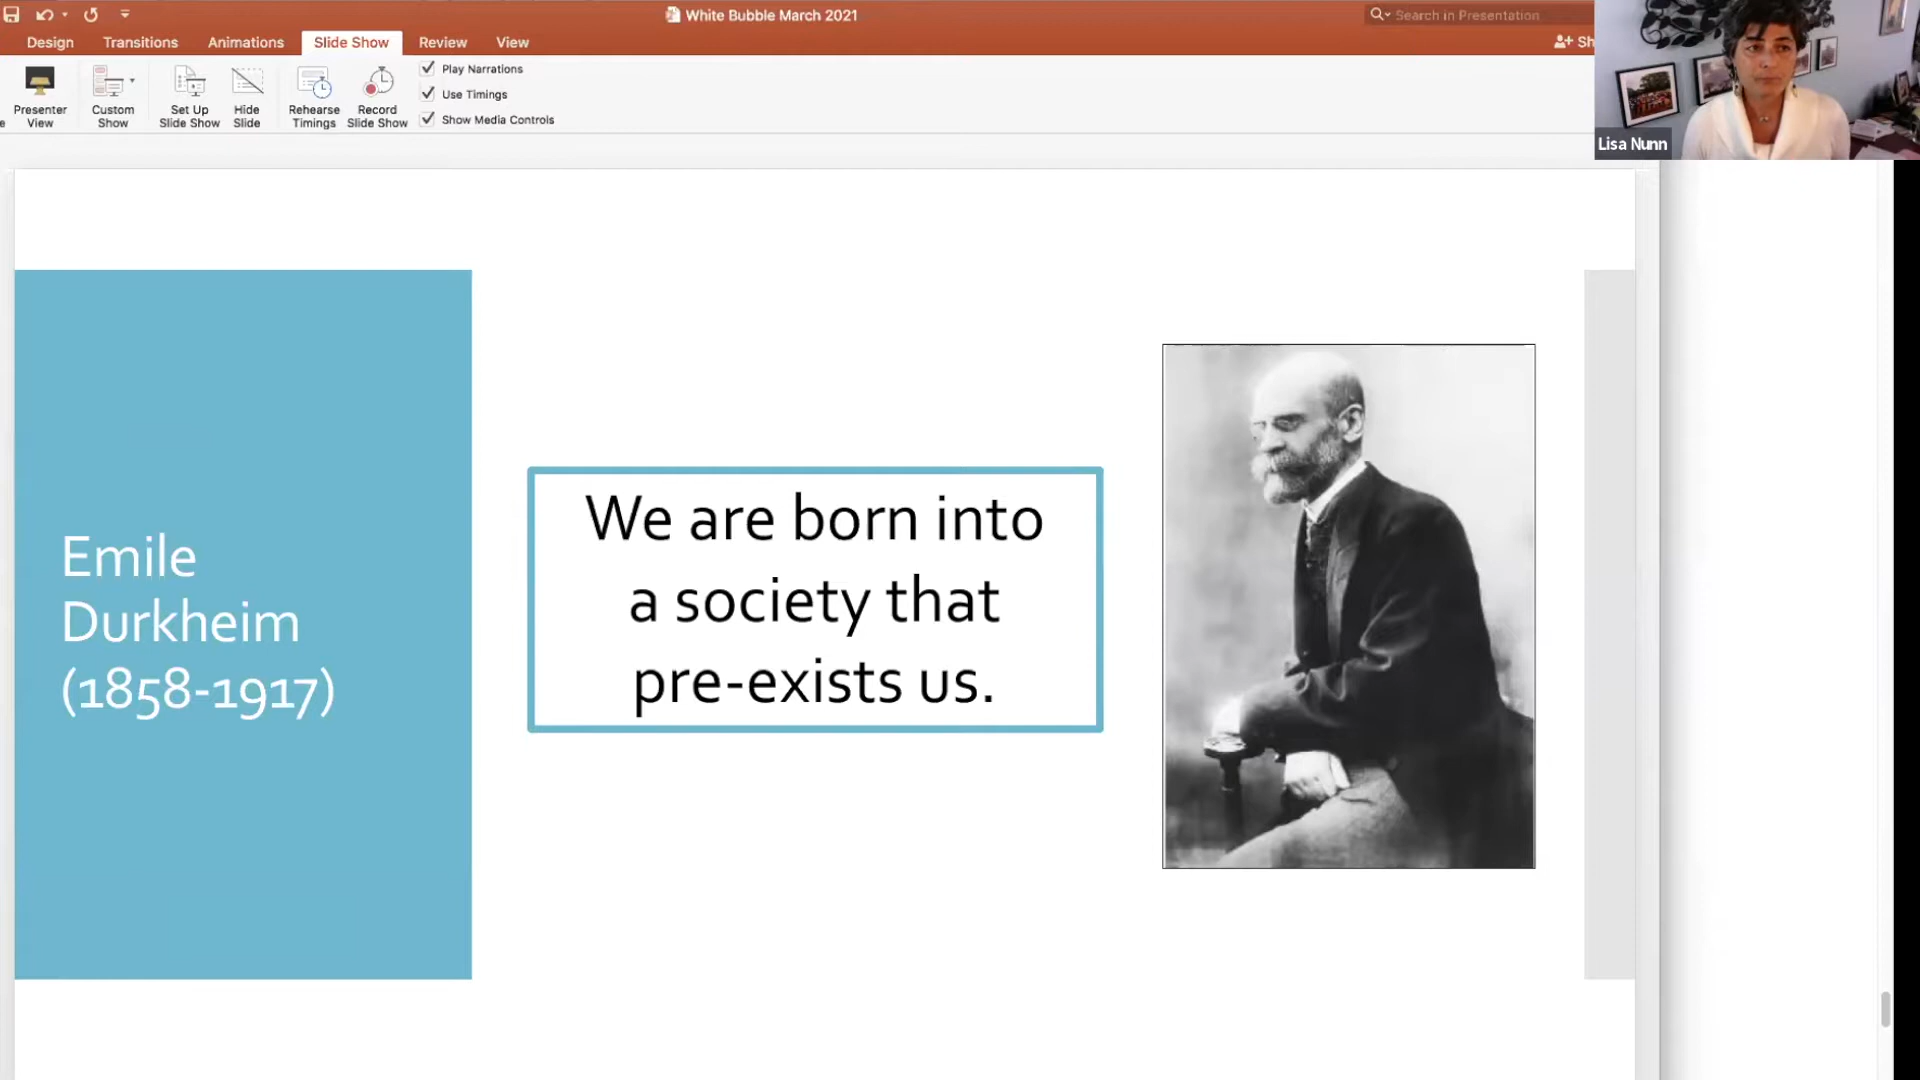 White Bubble March 2021
Search in Presentation
Design Transitions Animations Slide Show Review View
Sh
Presenter View
Custom Show
Set Up Slide Show
Hide Slide
Rehearse Timings
Record Slide Show
Play Narrations
Use Timings
Show Media Controls
Lisa Nunn
Emile
Durkheim
(1858-1917)
We are born into
a society that
pre-exists us.